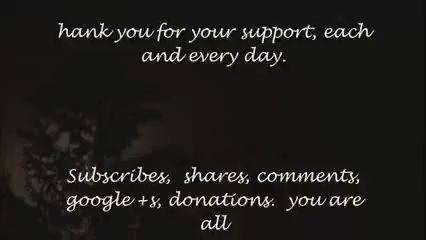 hank you for your support, each
and every day.
Subscribes, shares, comments,
google +s, donations. you are
all